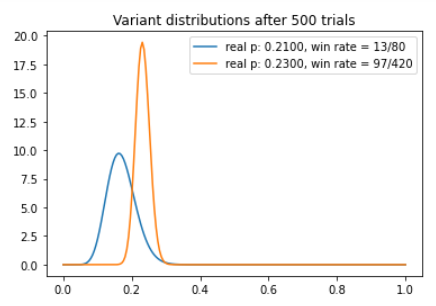 Variant distributions after 500 trials
real p: 0.2100, win rate = 13/80
real p: 0.2300, win rate = 97/420
20.0
17.5
15.0
12.5
10.0
7.5
5.0
2.5
0.0
0.0 0.2 0.4 0.6 0.8 1.0